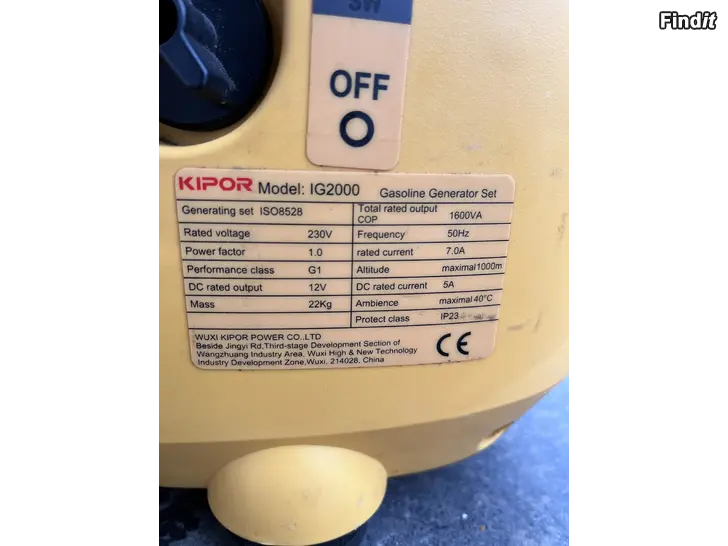 Findit
SW
OFF
O
KIPOR Model: IG2000 Gasoline Generator Set
Generating set ISO8528
Total rated output COP 1600VA
Rated voltage 230V
Frequency 50Hz
Power factor 1.0
rated current 7.0A
Performance class G1
Altitude maximal1000m
DC rated output 12V
DC rated current 5A
Mass 22Kg
Ambience maximal 40°C
Protect class IP23
WUXI KIPOR POWER CO.,LTD
Beside Jingyi Rd,Third-stage Development Section of
Wangzhuang Industry Area, Wuxi High & New Technology
Industry Development Zone,Wuxi, 214028, China
CE